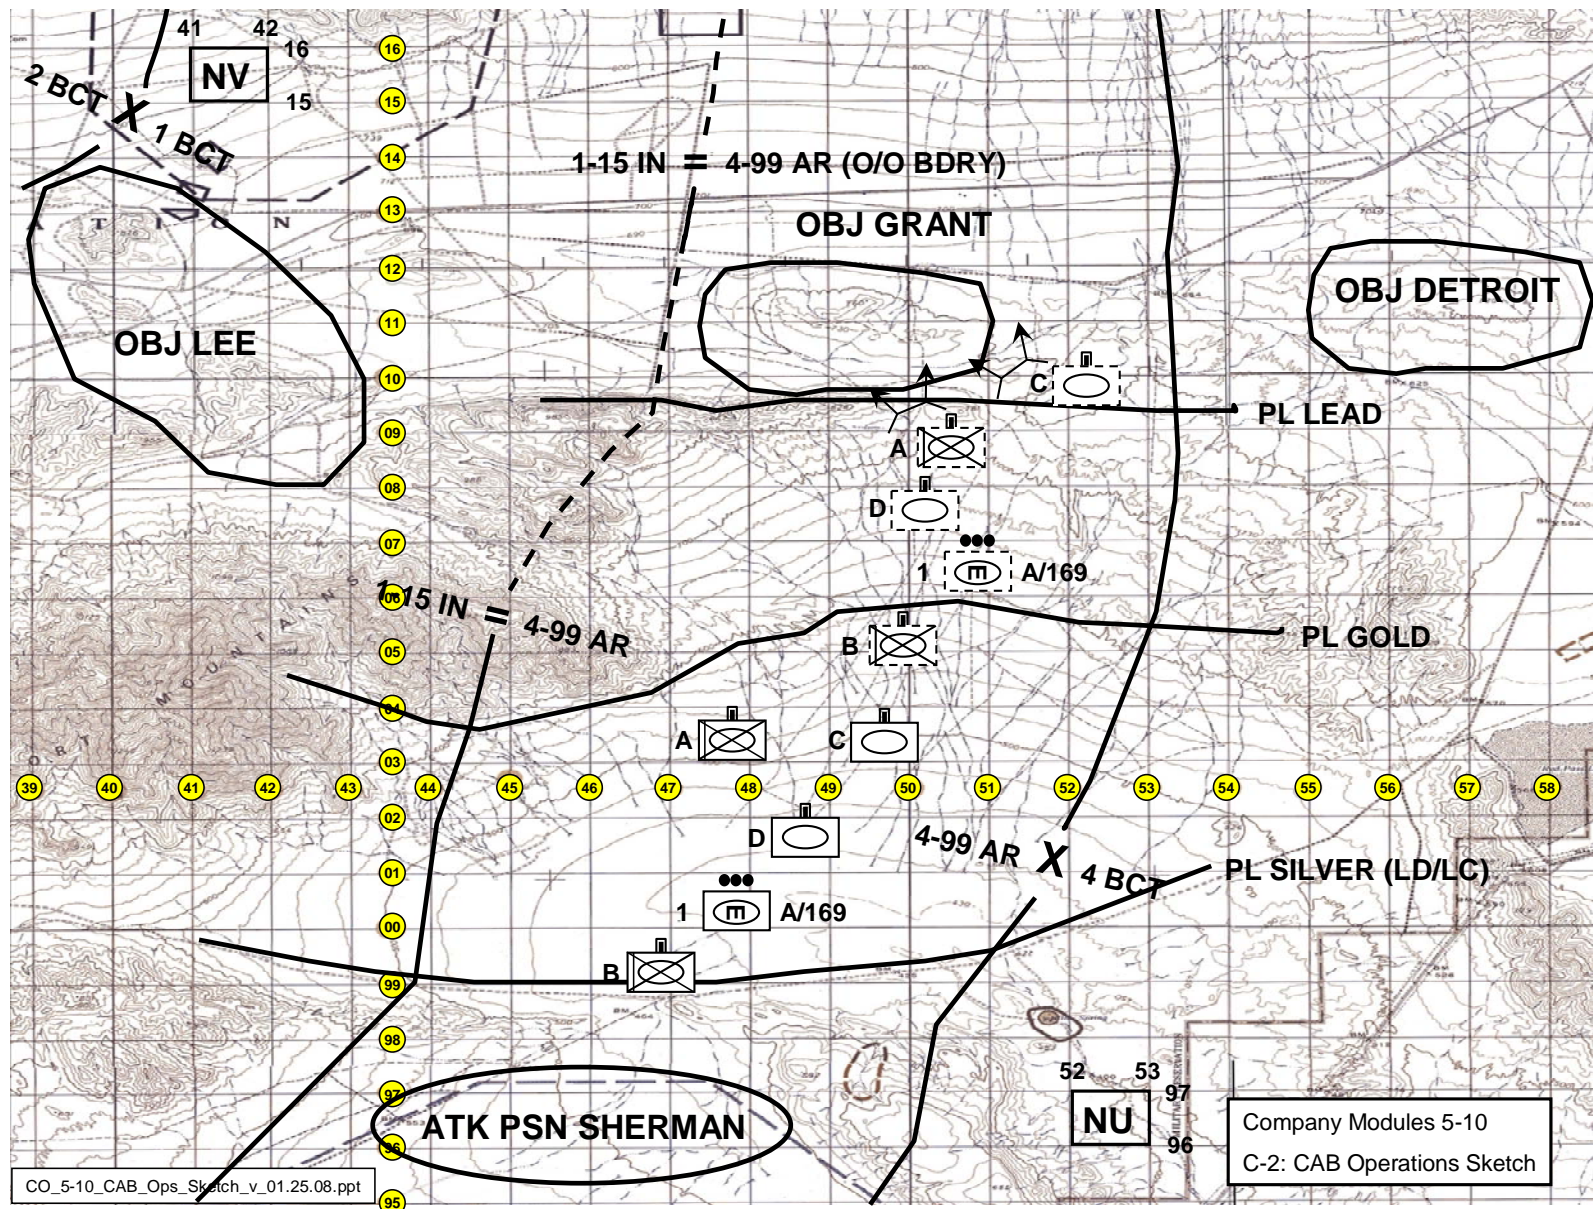 41 42
16
NV
15
2 BCT
X
1 BCT
16
15
14
13
12
11
10
09
08
07
06
05
04
03
02
01
00
99
98
97
96
95
1-15 IN = 4-99 AR (O/O BDRY)
OBJ GRANT
OBJ DETROIT
OBJ LEE
A T I O N
C
PL LEAD
A
D
1 A/169
1-15 IN = 4-99 AR
PL GOLD
B
A
C
39 40 41 42 43 44 45 46 47 48 49 50 51 52 53 54 55 56 57 58
D
4-99 AR X 4 BCT
PL SILVER (LD/LC)
1 A/169
B
52 53
97
NU
96
ATK PSN SHERMAN
Company Modules 5-10
C-2: CAB Operations Sketch
CO_5-10_CAB_Ops_Sketch_v_01.25.08.ppt